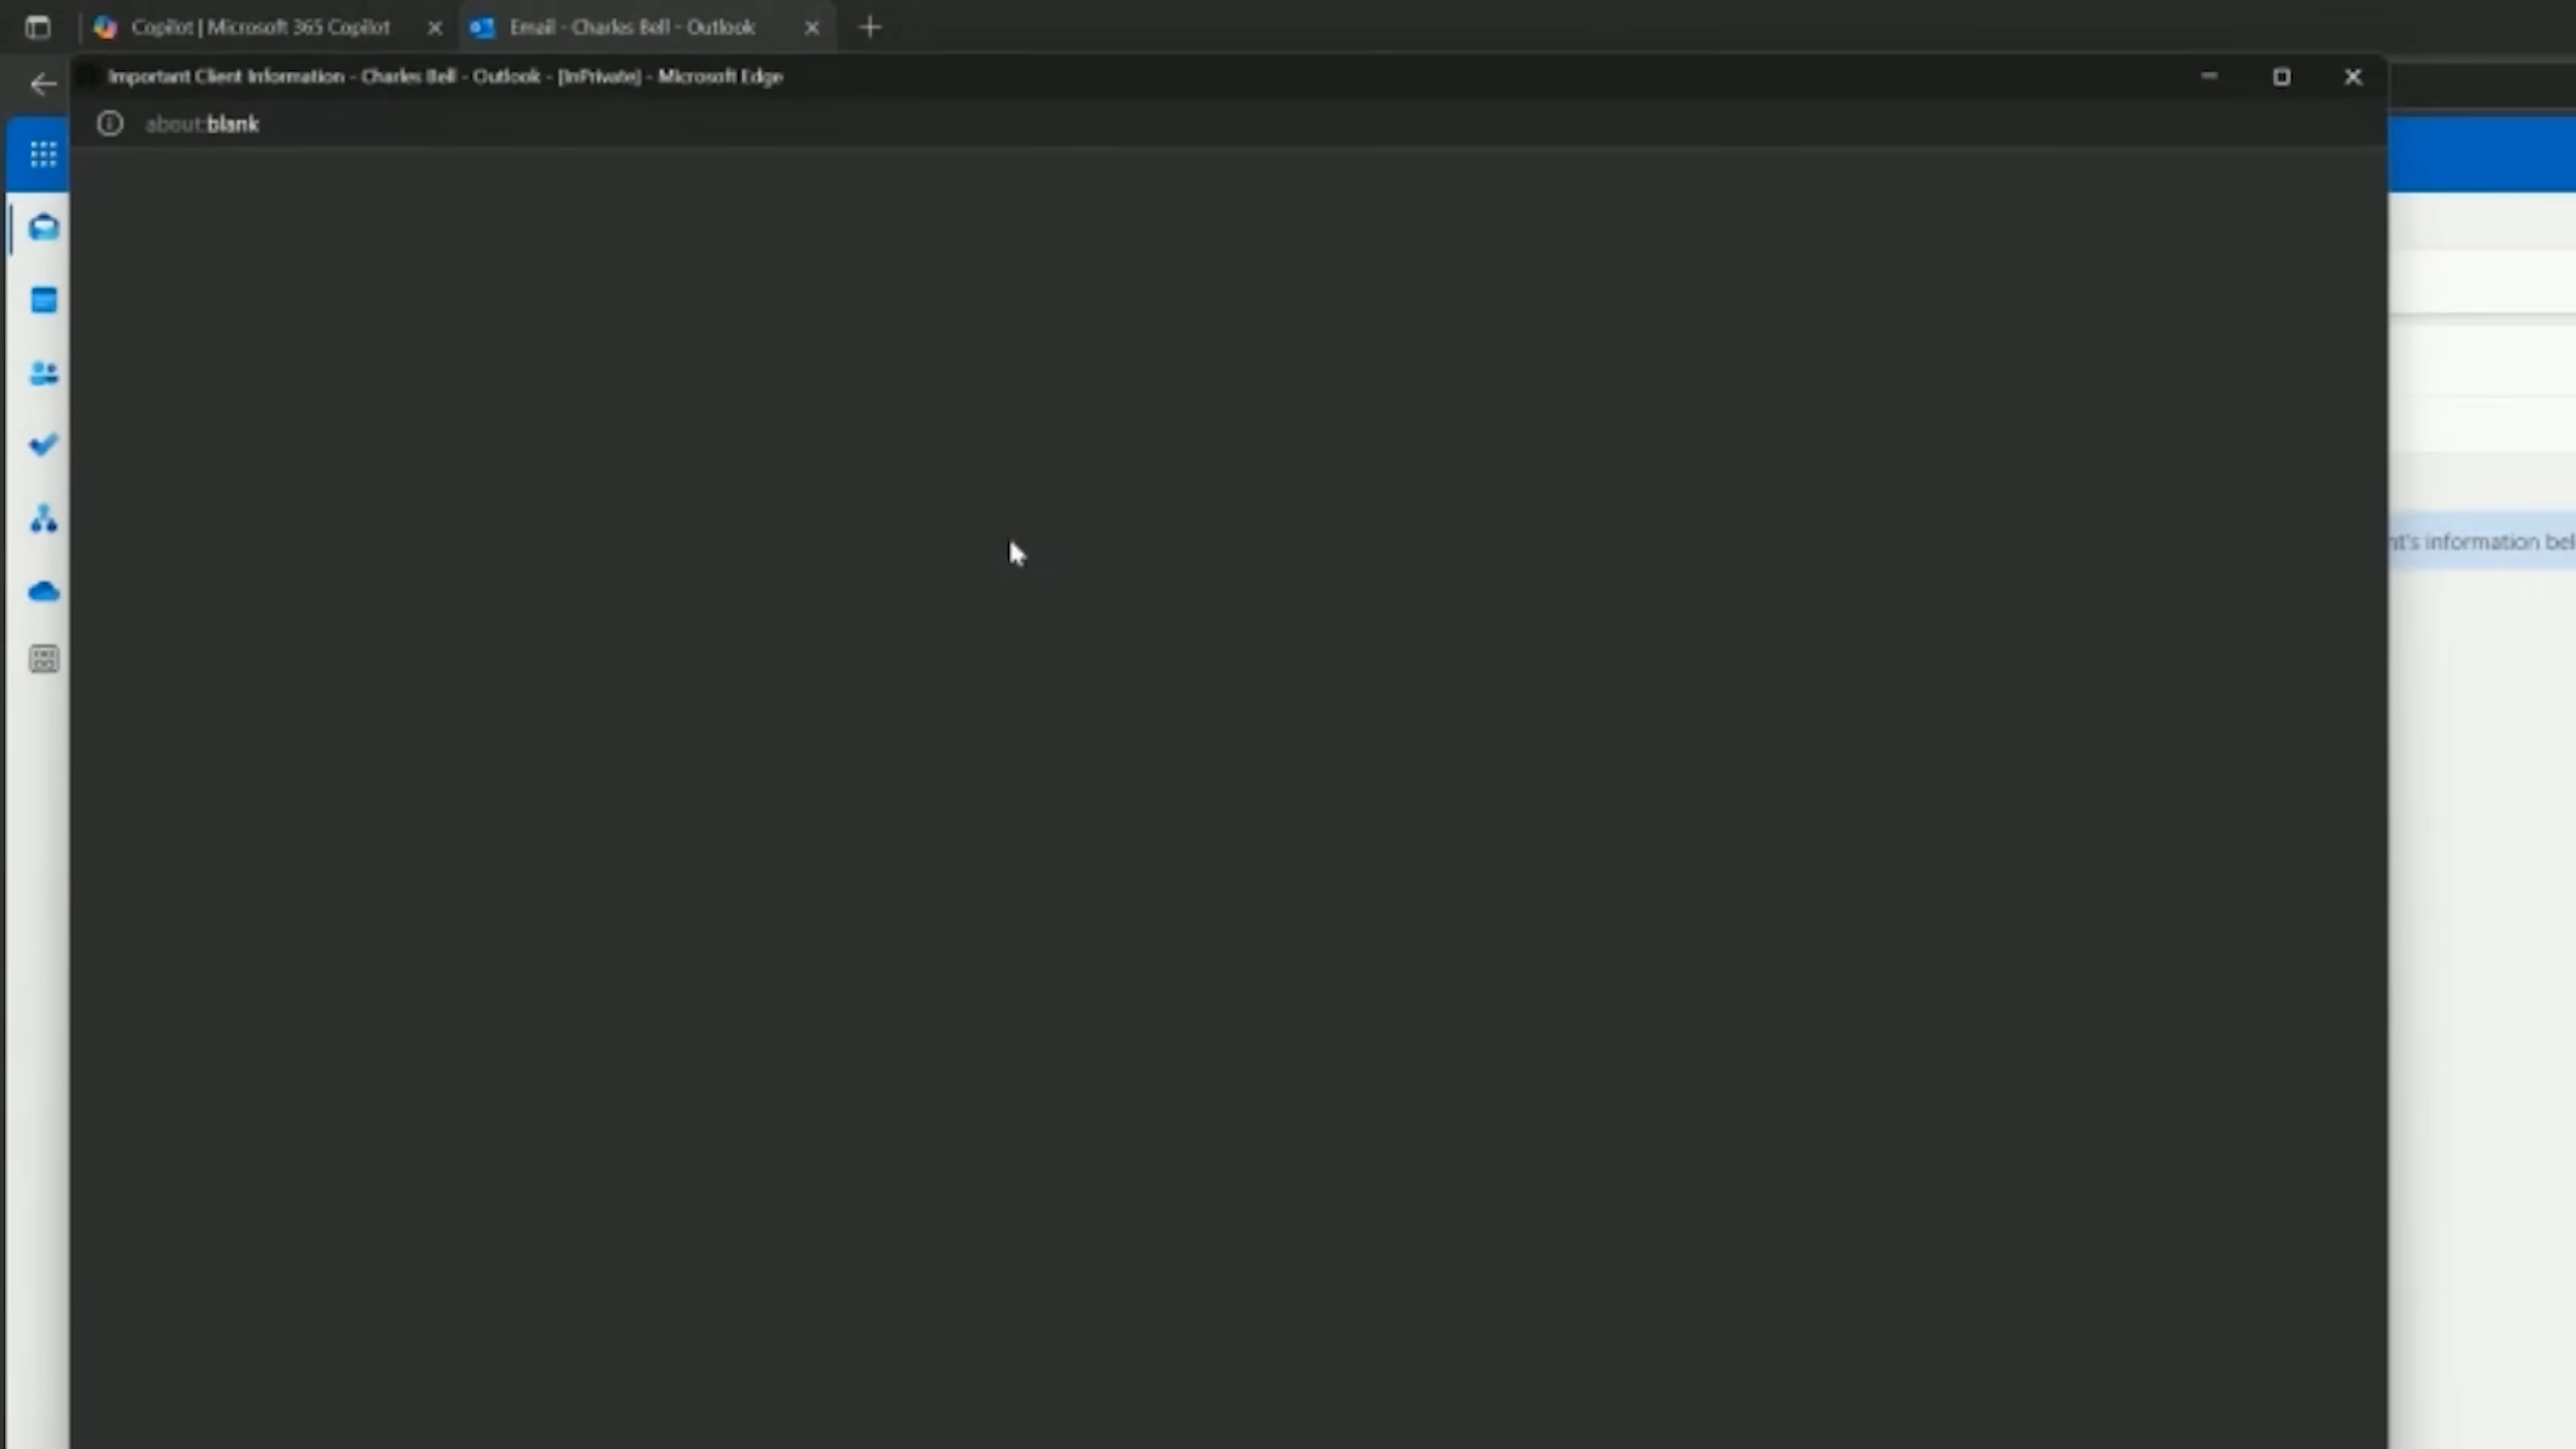 Copilot | Microsoft 365 Copilot
Email - Charles Bell - Outlook
Important Client Information - Charles Bell - Outlook - [InPrivate] - Microsoft Edge
about:blank
nt's information bel